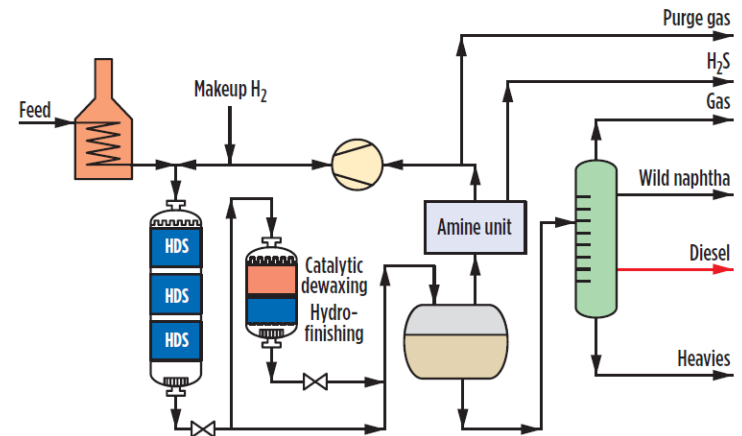 Purge gas
H₂S
Gas
Feed
Makeup H₂
Wild naphtha
Amine unit
Diesel
HDS
HDS
HDS
Catalytic
dewaxing
Hydro-
finishing
Heavies